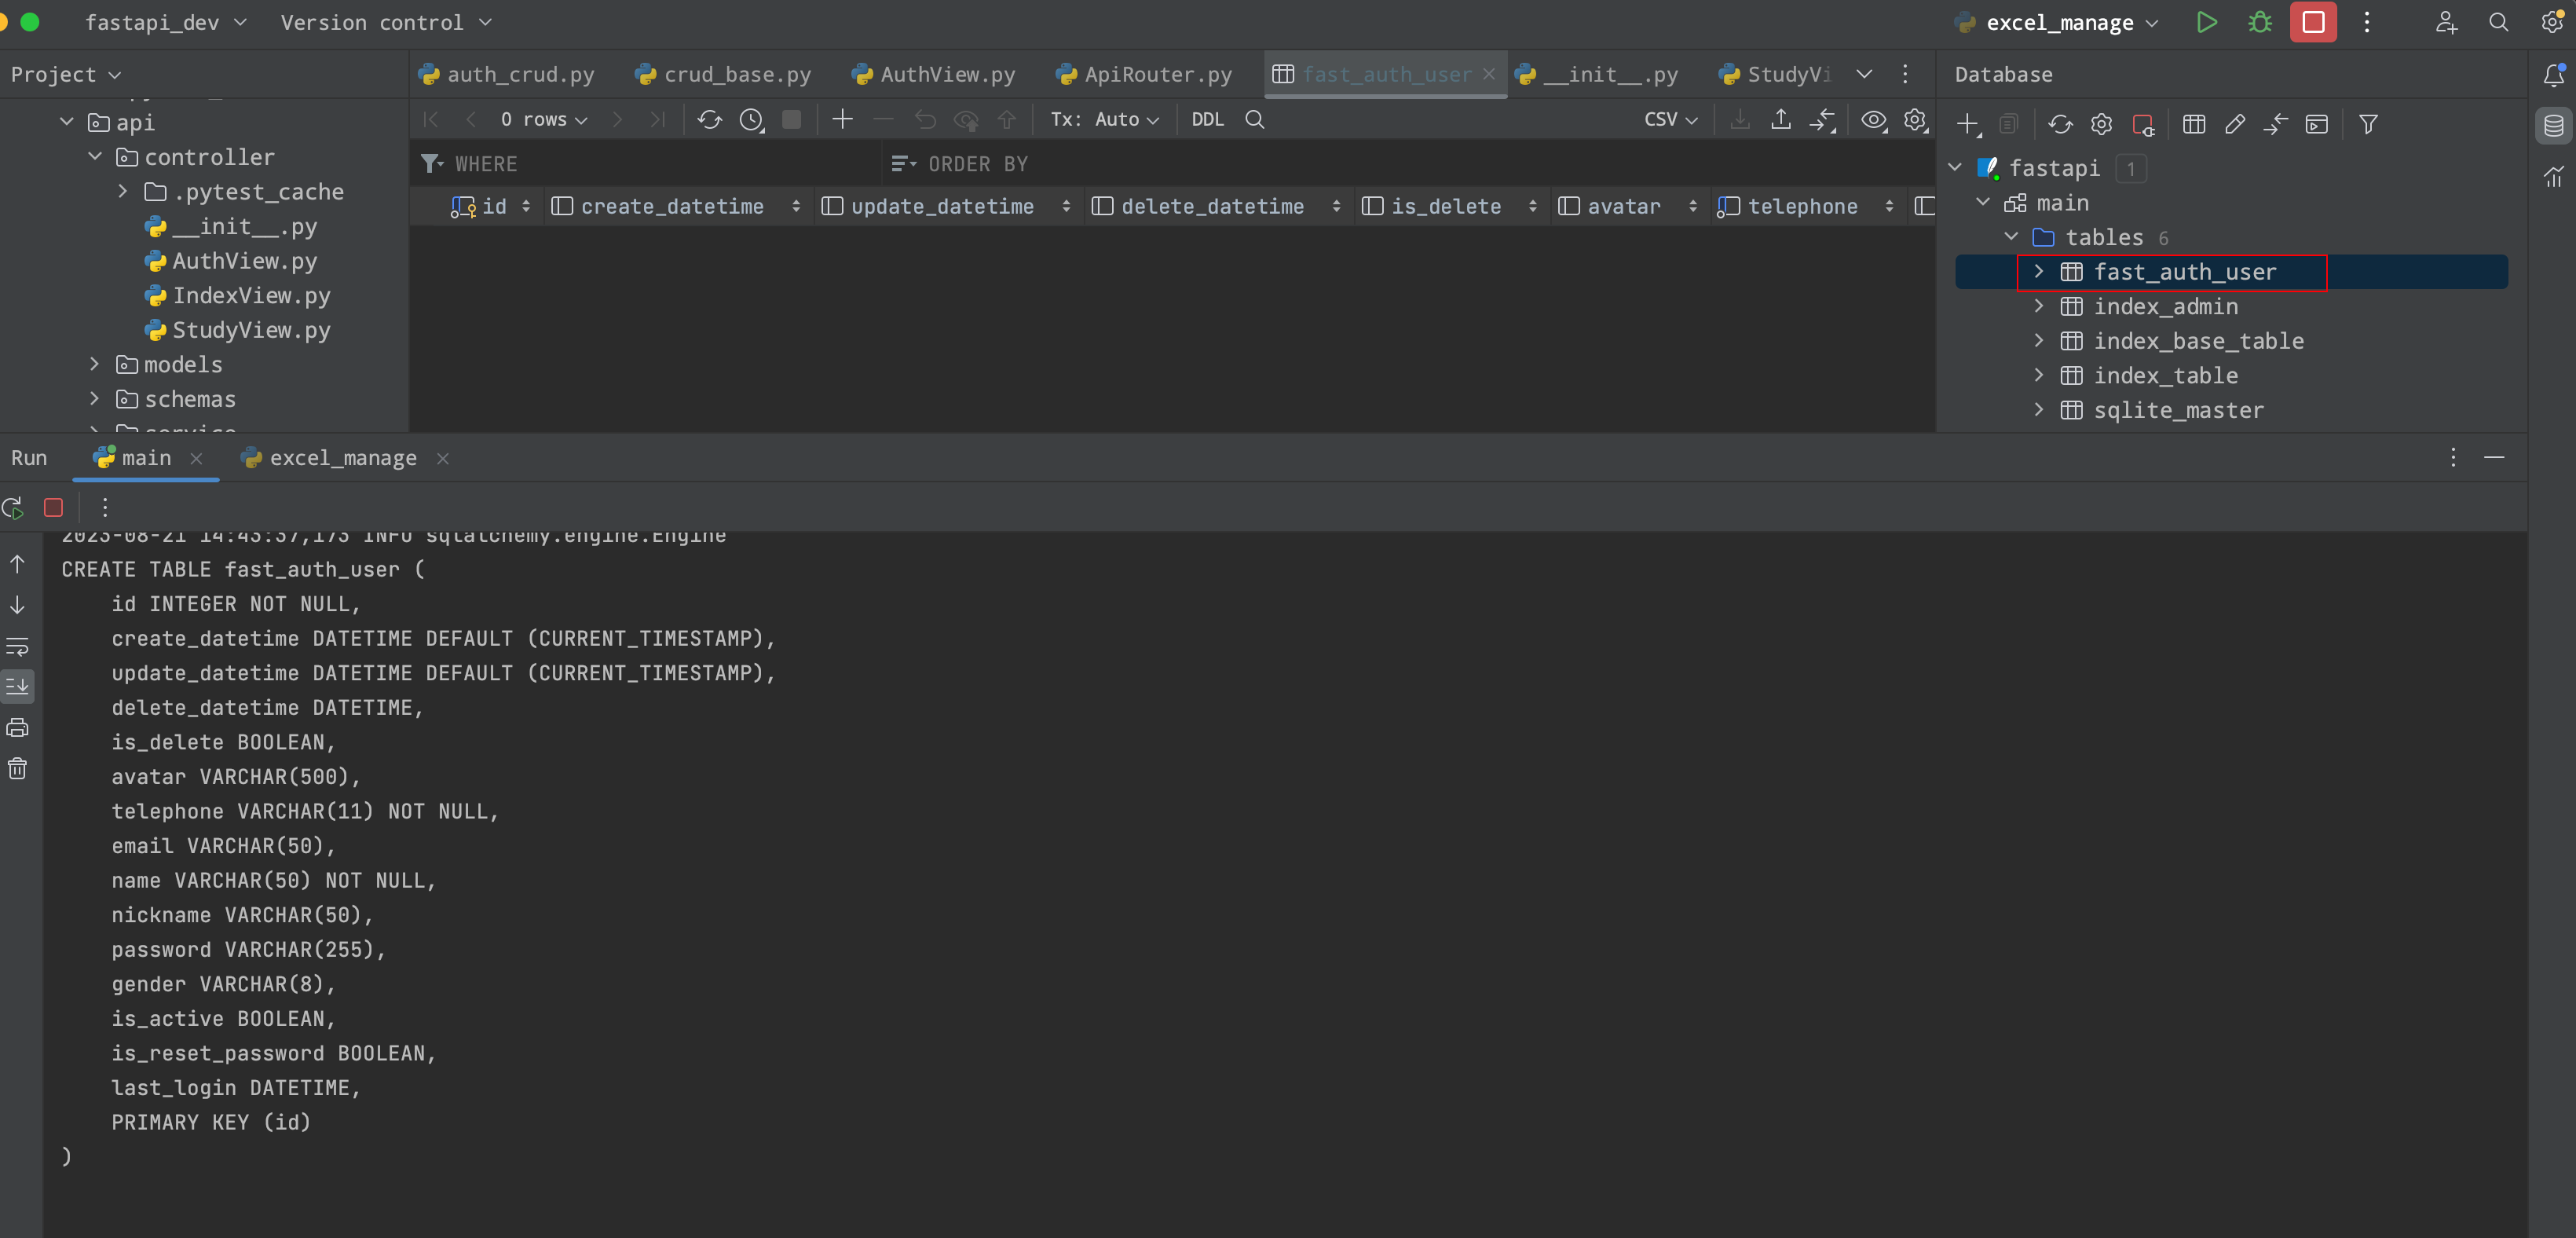 fastapi_dev Version control excel_manage
Project
auth_crud.py crud_base.py AuthView.py ApiRouter.py fast_auth_user __init__.py StudyVi
Database
api
controller
.pytest_cache
__init__.py
AuthView.py
IndexView.py
StudyView.py
models
schemas
service
0 rows Tx: Auto DDL CSV
WHERE ORDER BY
id create_datetime update_datetime delete_datetime is_delete avatar telephone
fastapi 1
main
tables 6
fast_auth_user
index_admin
index_base_table
index_table
sqlite_master
Run main excel_manage
2023-08-21 14:43:37,173 INFO sqlalchemy.engine.Engine
CREATE TABLE fast_auth_user (
id INTEGER NOT NULL,
create_datetime DATETIME DEFAULT (CURRENT_TIMESTAMP),
update_datetime DATETIME DEFAULT (CURRENT_TIMESTAMP),
delete_datetime DATETIME,
is_delete BOOLEAN,
avatar VARCHAR(500),
telephone VARCHAR(11) NOT NULL,
email VARCHAR(50),
name VARCHAR(50) NOT NULL,
nickname VARCHAR(50),
password VARCHAR(255),
gender VARCHAR(8),
is_active BOOLEAN,
is_reset_password BOOLEAN,
last_login DATETIME,
PRIMARY KEY (id)
)